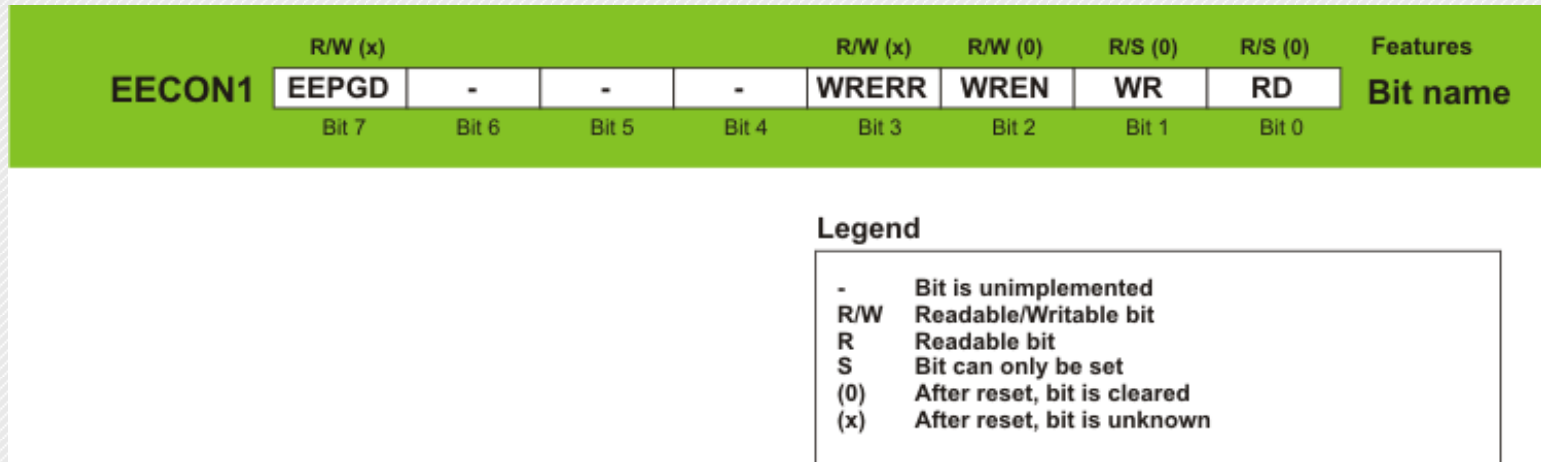 R/W (x) R/W (x) R/W (0) R/S (0) R/S (0) Features
EECON1 EEPGD - - - WRERR WREN WR RD Bit name
Bit 7 Bit 6 Bit 5 Bit 4 Bit 3 Bit 2 Bit 1 Bit 0
Legend
- Bit is unimplemented
R/W Readable/Writable bit
R Readable bit
S Bit can only be set
(0) After reset, bit is cleared
(x) After reset, bit is unknown